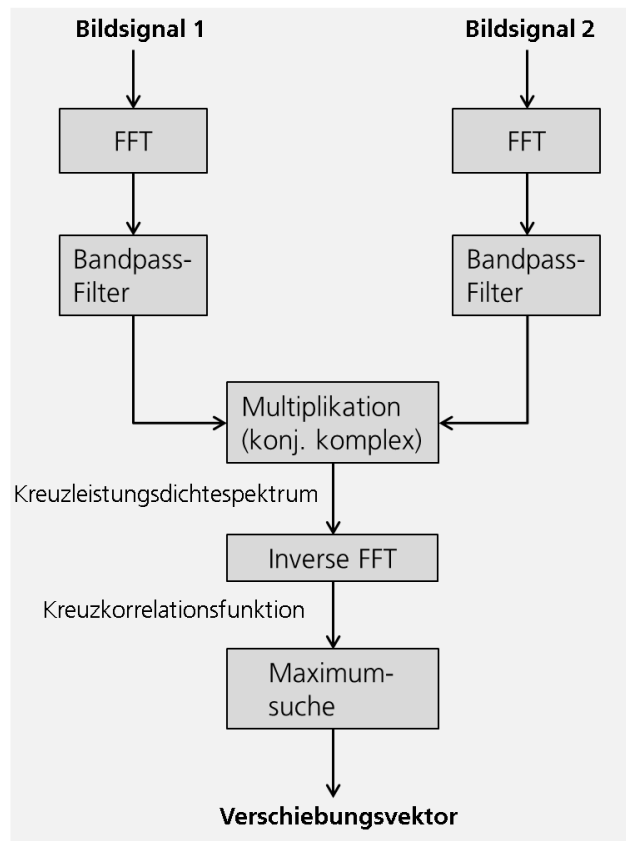 Bildsignal 1
Bildsignal 2
FFT
FFT
Bandpass-
Filter
Bandpass-
Filter
Multiplikation
(konj. komplex)
Kreuzleistungsdichtespektrum
Inverse FFT
Kreuzkorrelationsfunktion
Maximum-
suche
Verschiebungsvektor